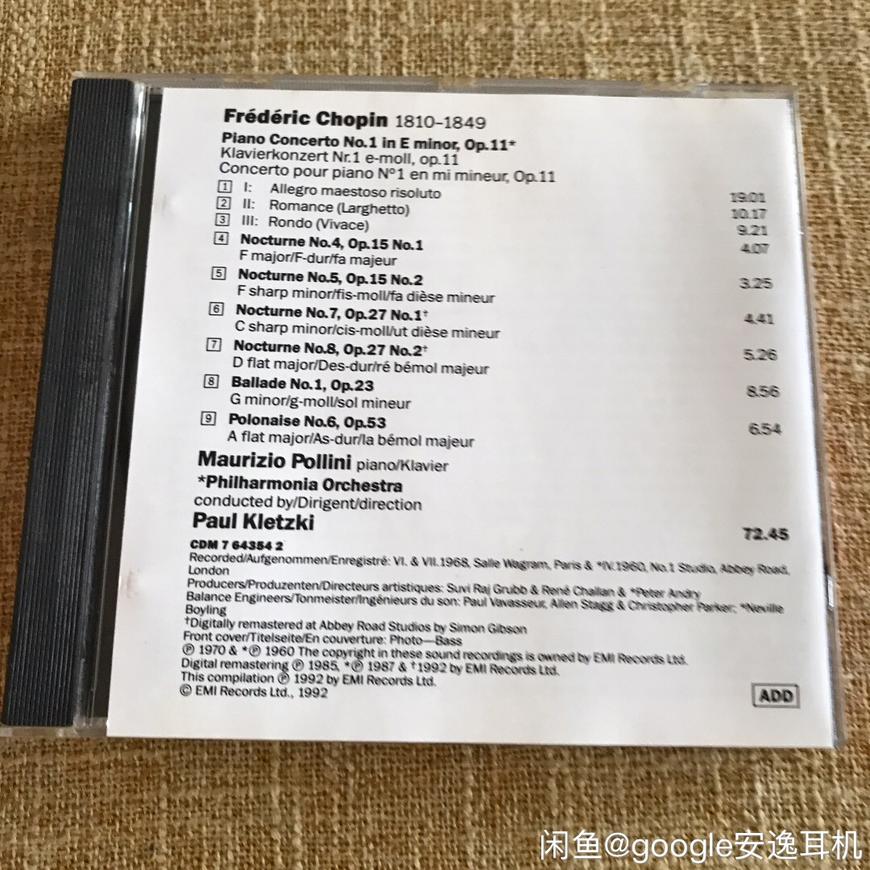 Frédéric Chopin 1810–1849
Piano Concerto No.1 in E minor, Op.11*
Klavierkonzert Nr.1 e-moll, op.11
Concerto pour piano N°1 en mi mineur, Op.11
1 I: Allegro maestoso risoluto 19.01
2 II: Romance (Larghetto) 10.17
3 III: Rondo (Vivace) 9.21
4 Nocturne No.4, Op.15 No.1 4.07
F major/F-dur/fa majeur
5 Nocturne No.5, Op.15 No.2 3.25
F sharp minor/fis-moll/fa dièse mineur
6 Nocturne No.7, Op.27 No.1† 4.41
C sharp minor/cis-moll/ut dièse mineur
7 Nocturne No.8, Op.27 No.2† 5.26
D flat major/Des-dur/ré bémol majeur
8 Ballade No.1, Op.23 8.56
G minor/g-moll/sol mineur
9 Polonaise No.6, Op.53 6.54
A flat major/As-dur/la bémol majeur
Maurizio Pollini piano/Klavier
*Philharmonia Orchestra
conducted by/Dirigent/direction
Paul Kletzki 72.45
CDM 7 64354 2
Recorded/Aufgenommen/Enregistré: VI. & VII.1968, Salle Wagram, Paris & *IV.1960, No.1 Studio, Abbey Road,
London
Producers/Produzenten/Directeurs artistiques: Suvi Raj Grubb & René Challan & *Peter Andry
Balance Engineers/Tonmeister/Ingénieurs du son: Paul Vavasseur, Allen Stagg & Christopher Parker; *Neville
Boyling
†Digitally remastered at Abbey Road Studios by Simon Gibson
Front cover/Titelseite/En couverture: Photo—Bass
℗ 1970 & *℗ 1960 The copyright in these sound recordings is owned by EMI Records Ltd.
Digital remastering ℗ 1985, *℗ 1987 & †1992 by EMI Records Ltd.
This compilation ℗ 1992 by EMI Records Ltd.
© EMI Records Ltd., 1992
ADD
闲鱼@google安逸耳机